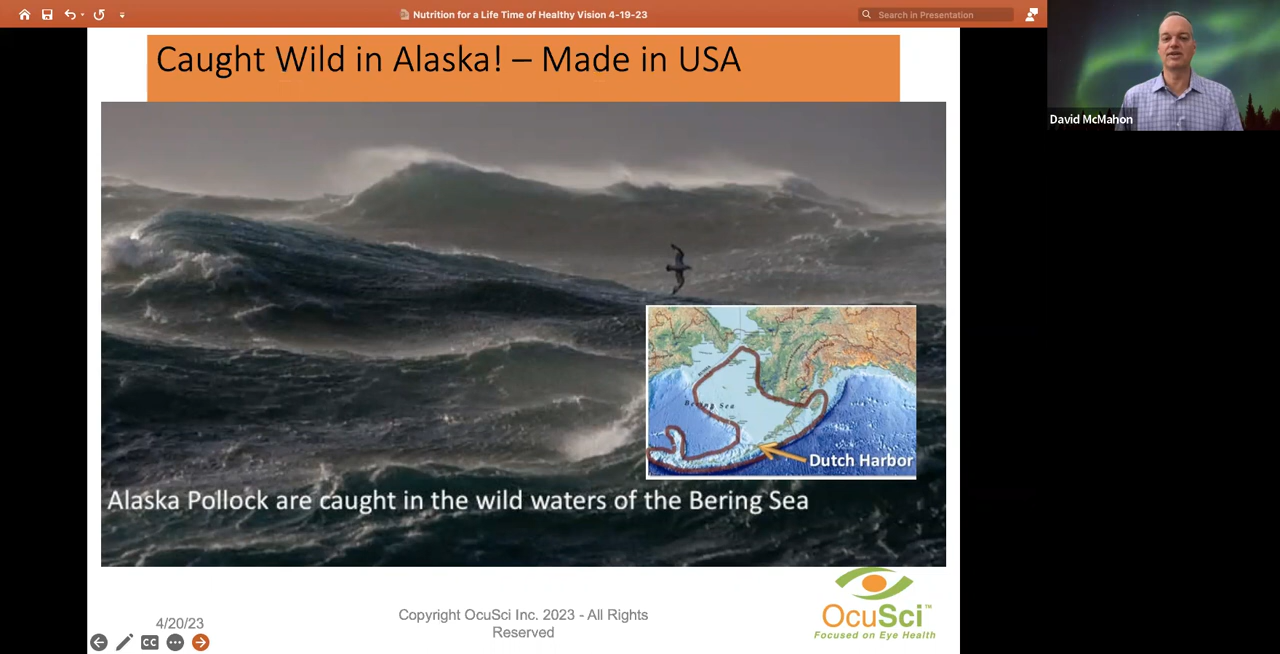 Nutrition for a Life Time of Healthy Vision 4-19-23
Search in Presentation
Caught Wild in Alaska! – Made in USA
David McMahon
Bering Sea
Dutch Harbor
Alaska Pollock are caught in the wild waters of the Bering Sea
4/20/23
Copyright OcuSci Inc. 2023 - All Rights
Reserved
OcuSci™
Focused on Eye Health
CC